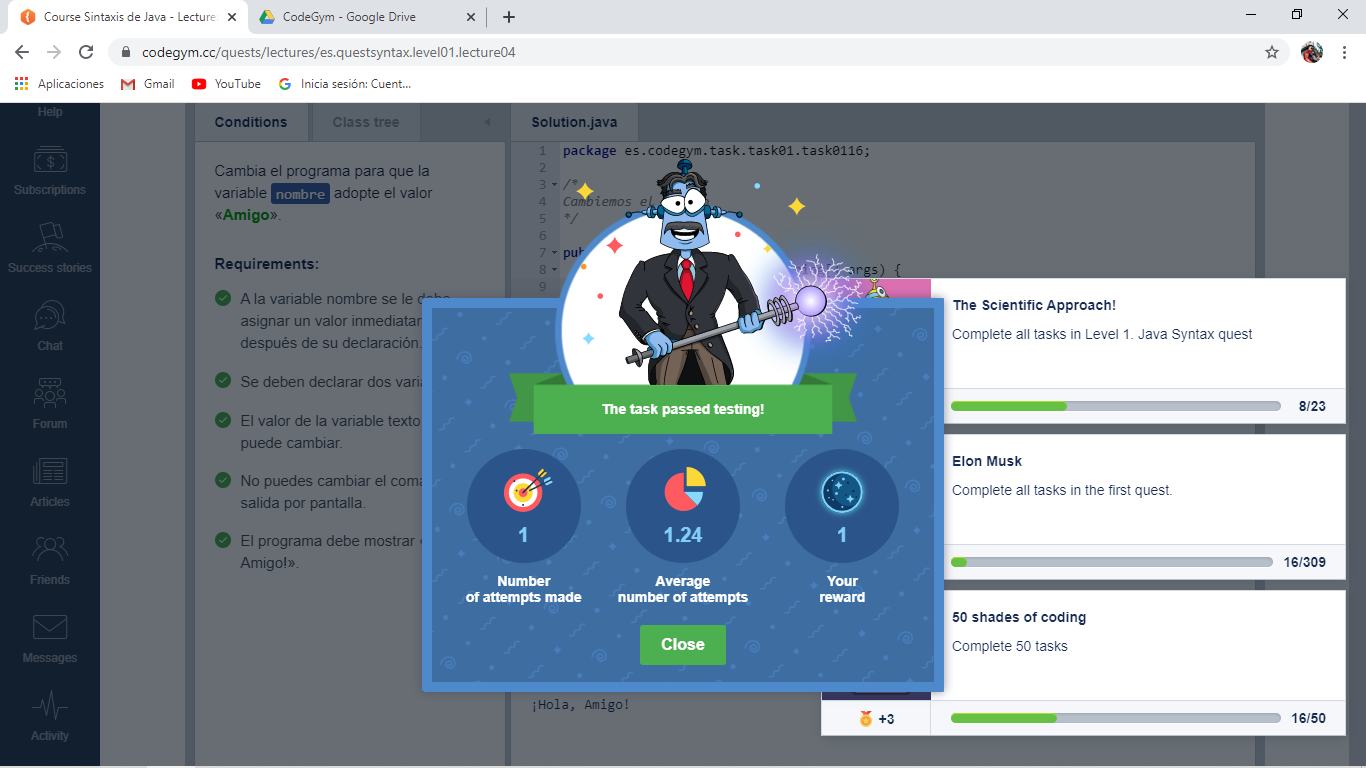 Course Sintaxis de Java - Lecture
CodeGym - Google Drive
codegym.cc/quests/lectures/es.questsyntax.level01.lecture04
Aplicaciones
Gmail
YouTube
Inicia sesión: Cuent...
Help
Subscriptions
Success stories
Chat
Forum
Articles
Friends
Messages
Activity
Conditions
Class tree
Cambia el programa para que la
variable nombre adopte el valor
«Amigo».
Requirements:
A la variable nombre se le debe
asignar un valor inmediatam
después de su declaración.
Se deben declarar dos varia
El valor de la variable texto
puede cambiar.
No puedes cambiar el coma
salida por pantalla.
El programa debe mostrar «
Amigo!».
Solution.java
1 package es.codegym.task.task01.task0116;
2
3 /*
4 Cambiemos el
5 */
6
7 pub
8 args) {
9
The task passed testing!
1
Number
of attempts made
1.24
Average
number of attempts
1
Your
reward
Close
¡Hola, Amigo!
The Scientific Approach!
Complete all tasks in Level 1. Java Syntax quest
8/23
Elon Musk
Complete all tasks in the first quest.
16/309
50 shades of coding
Complete 50 tasks
+3
16/50